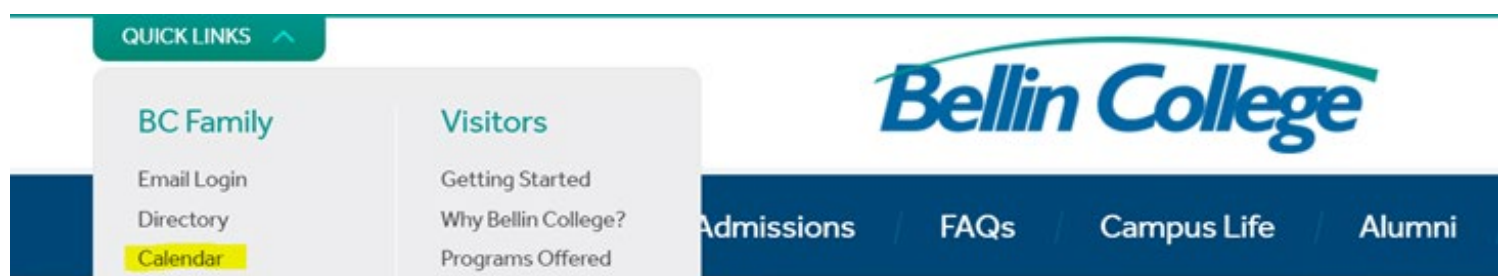 QUICK LINKS
Bellin College
BC Family
Email Login
Directory
Calendar
Visitors
Getting Started
Why Bellin College?
Programs Offered
Admissions
FAQs
Campus Life
Alumni